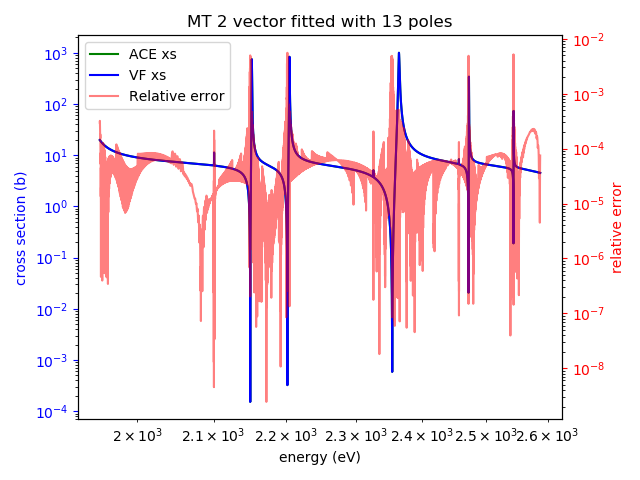 MT 2 vector fitted with 13 poles
ACE xs
VF xs
Relative error
cross section (b)
10³
10²
10¹
10⁰
10⁻¹
10⁻²
10⁻³
10⁻⁴
10⁻²
10⁻³
10⁻⁴
10⁻⁵
10⁻⁶
10⁻⁷
10⁻⁸
relative error
2 × 10³ 2.1 × 10³ 2.2 × 10³ 2.3 × 10³ 2.4 × 10³ 2.5 × 10³ 2.6 × 10³
energy (eV)